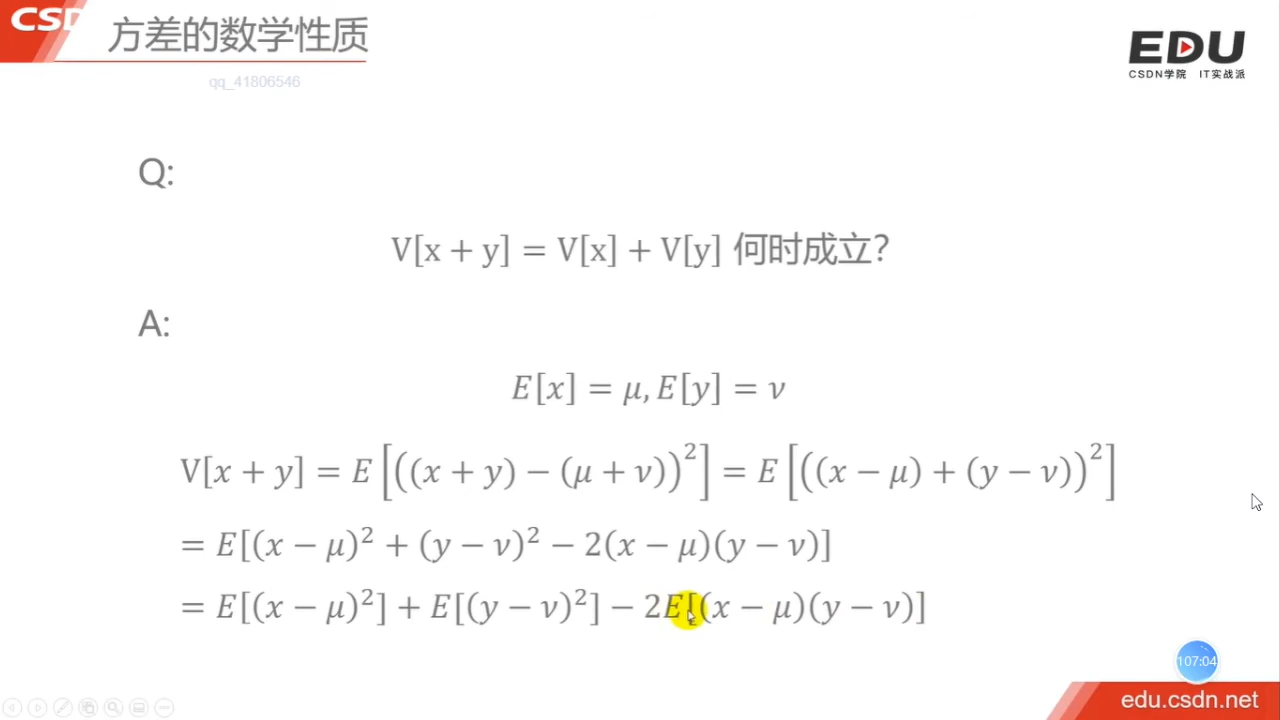 CSD
方差的数学性质
EDU
CSDN学院 IT实战派
qq_41806546
Q:
V[x + y] = V[x] + V[y] 何时成立?
A:
E[x] = μ, E[y] = ν
V[x + y] = E[((x + y) − (μ + ν))²] = E[((x − μ) + (y − ν))²]
= E[(x − μ)² + (y − ν)² − 2(x − μ)(y − ν)]
= E[(x − μ)²] + E[(y − ν)²] − 2E[(x − μ)(y − ν)]
107:04
edu.csdn.net